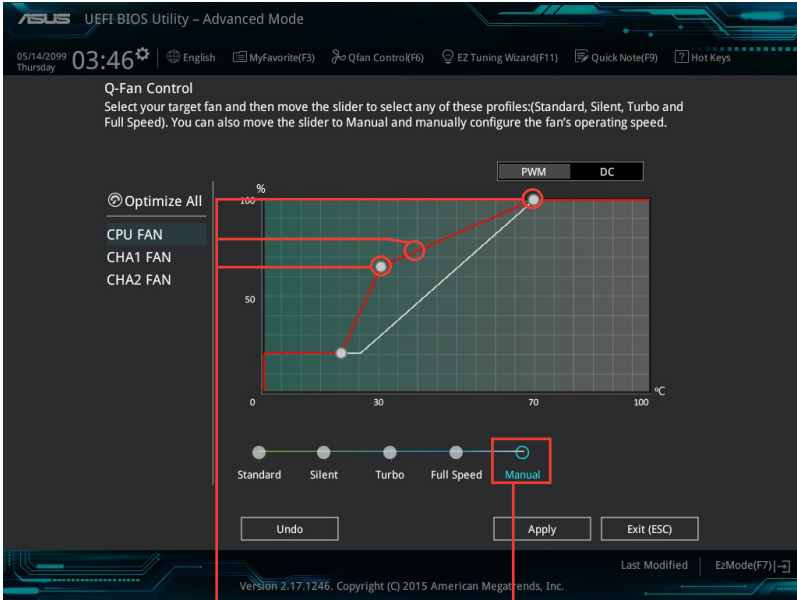 ASUS UEFI BIOS Utility – Advanced Mode
05/14/2099
Thursday
03:46
English
MyFavorite(F3)
Qfan Control(F6)
EZ Tuning Wizard(F11)
Quick Note(F9)
? Hot Keys
Q-Fan Control
Select your target fan and then move the slider to select any of these profiles:(Standard, Silent, Turbo and
Full Speed). You can also move the slider to Manual and manually configure the fan's operating speed.
PWM DC
Optimize All
CPU FAN
CHA1 FAN
CHA2 FAN
%
100
50
0 30 70 100
ºC
Standard Silent Turbo Full Speed Manual
Undo
Apply
Exit (ESC)
Last Modified
EzMode(F7)
Version 2.17.1246. Copyright (C) 2015 American Megatrends, Inc.